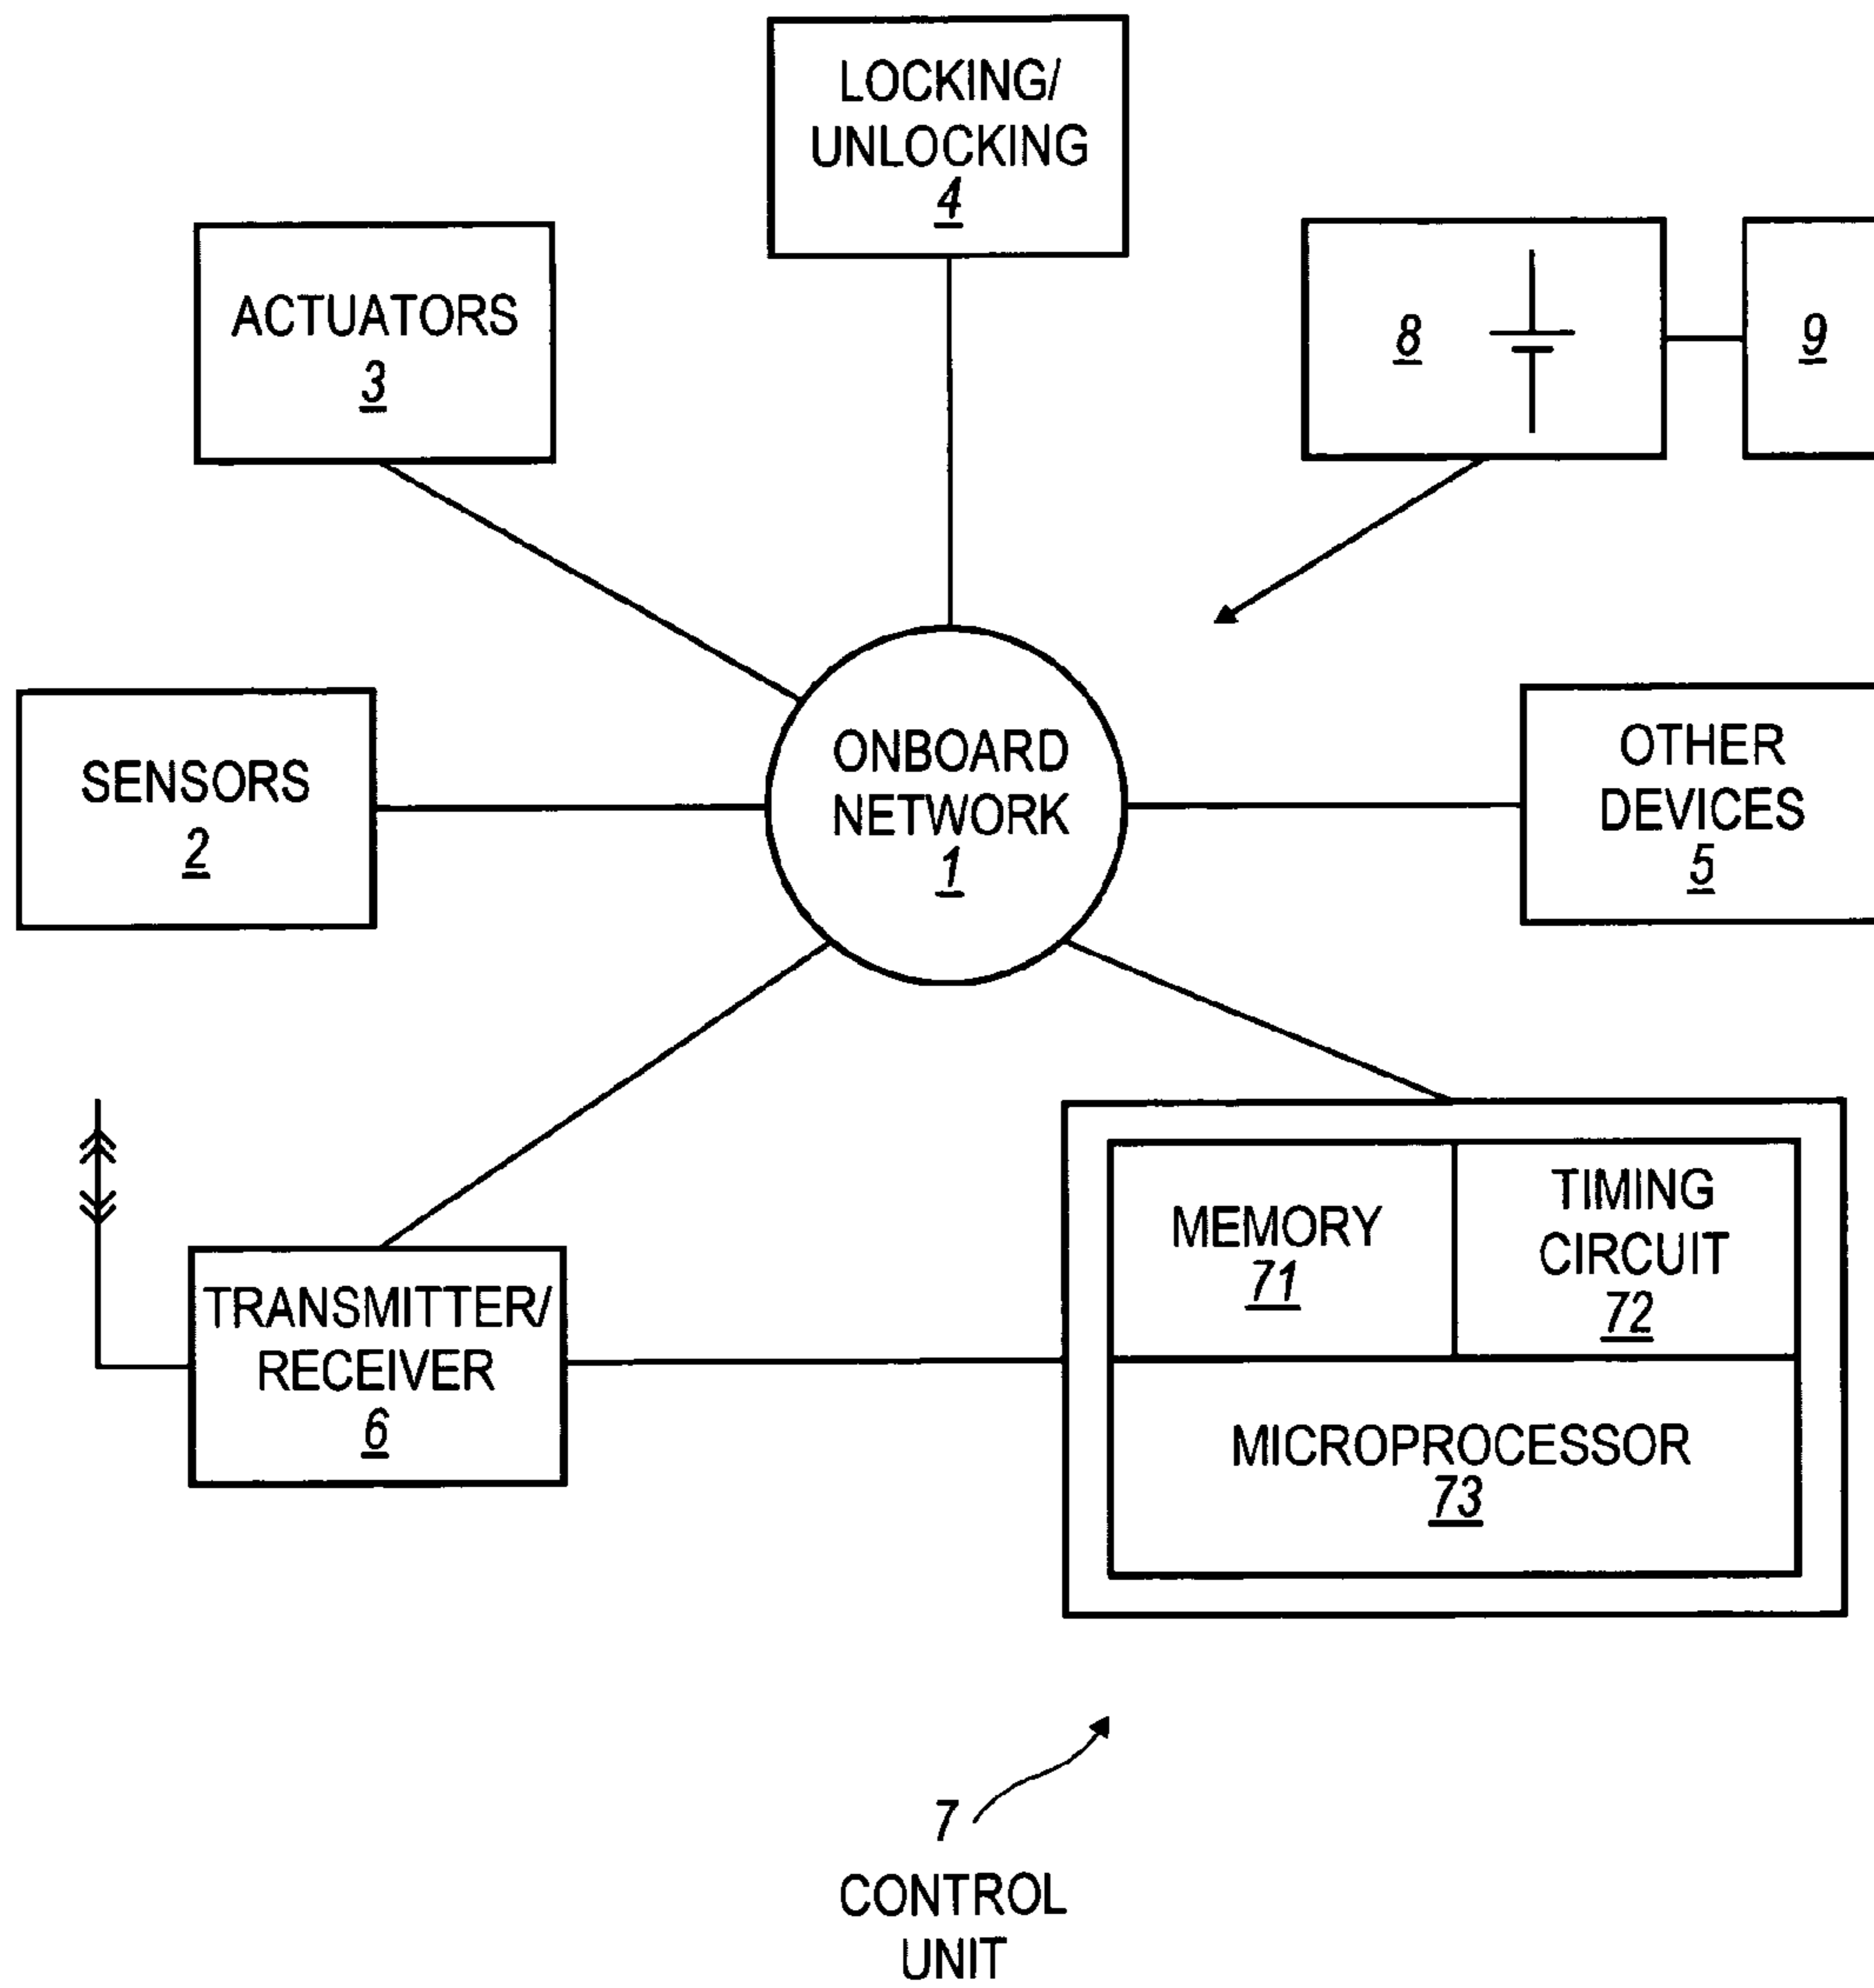 LOCKING/
UNLOCKING
4
ACTUATORS
3
8
9
SENSORS
2
ONBOARD
NETWORK
1
OTHER
DEVICES
5
TRANSMITTER/
RECEIVER
6
MEMORY
71
TIMING
CIRCUIT
72
MICROPROCESSOR
73
7
CONTROL
UNIT